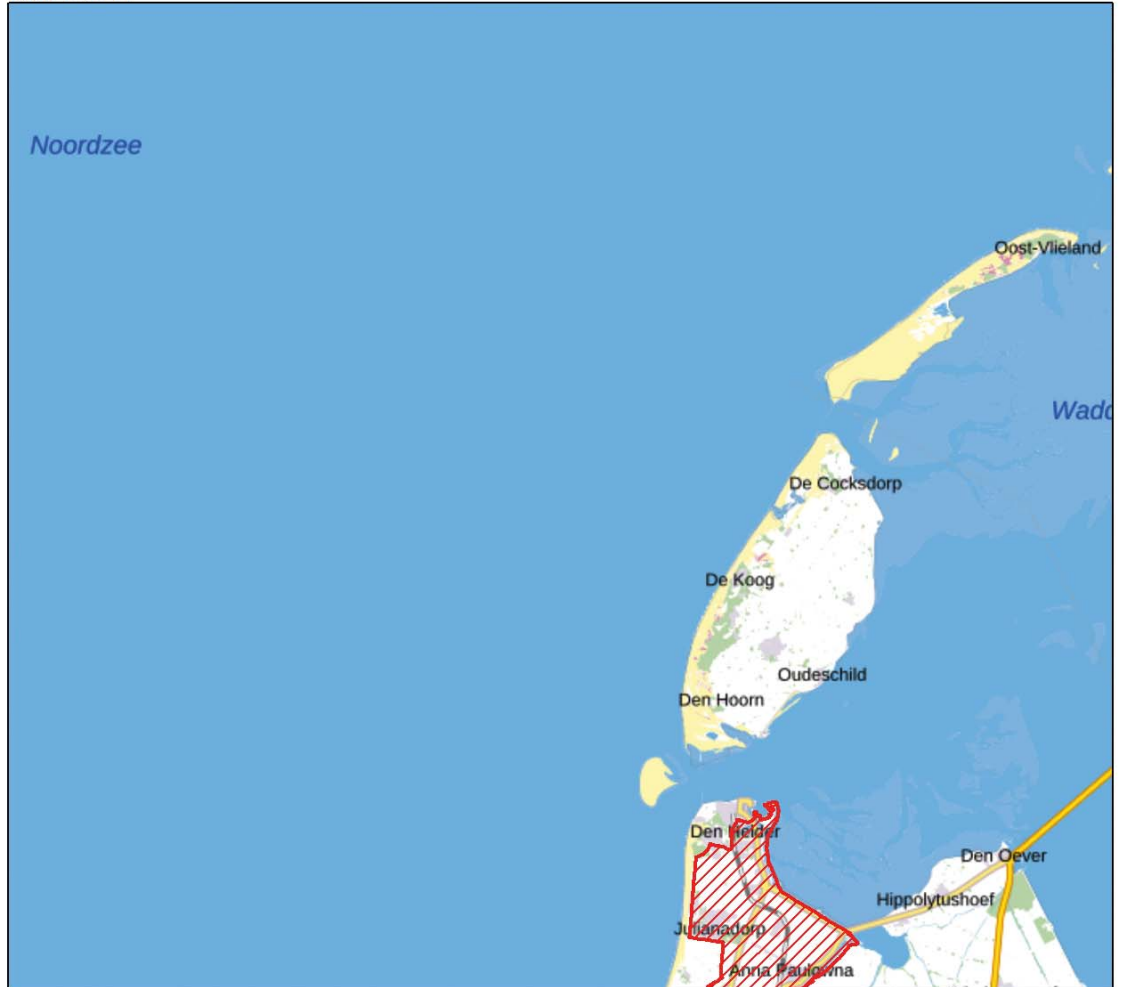 Noordzee
Oost-Vlieland
Wadd
De Cocksdorp
De Koog
Oudeschild
Den Hoorn
Den Helder
Den Oever
Hippolytushoef
Julianadorp
Anna Paulowna